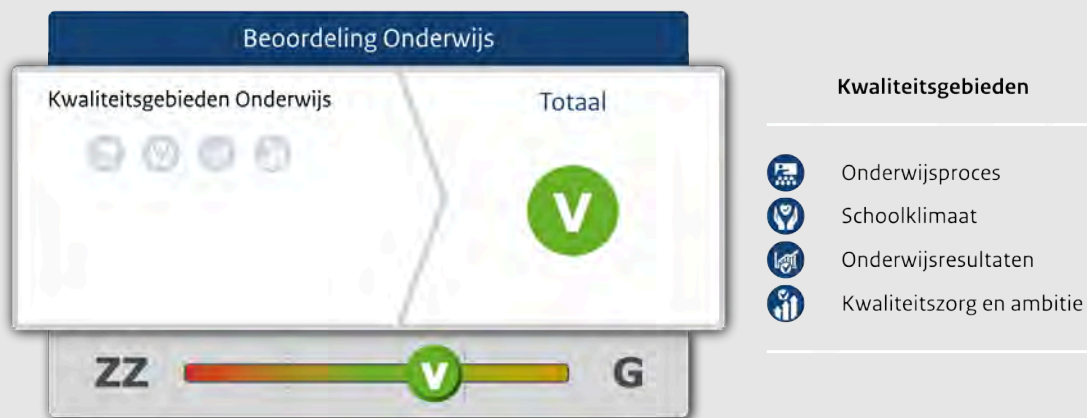 Beoordeling Onderwijs
Kwaliteitsgebieden Onderwijs
Totaal
V
ZZ
V
G
Kwaliteitsgebieden
Onderwijsproces
Schoolklimaat
Onderwijsresultaten
Kwaliteitszorg en ambitie